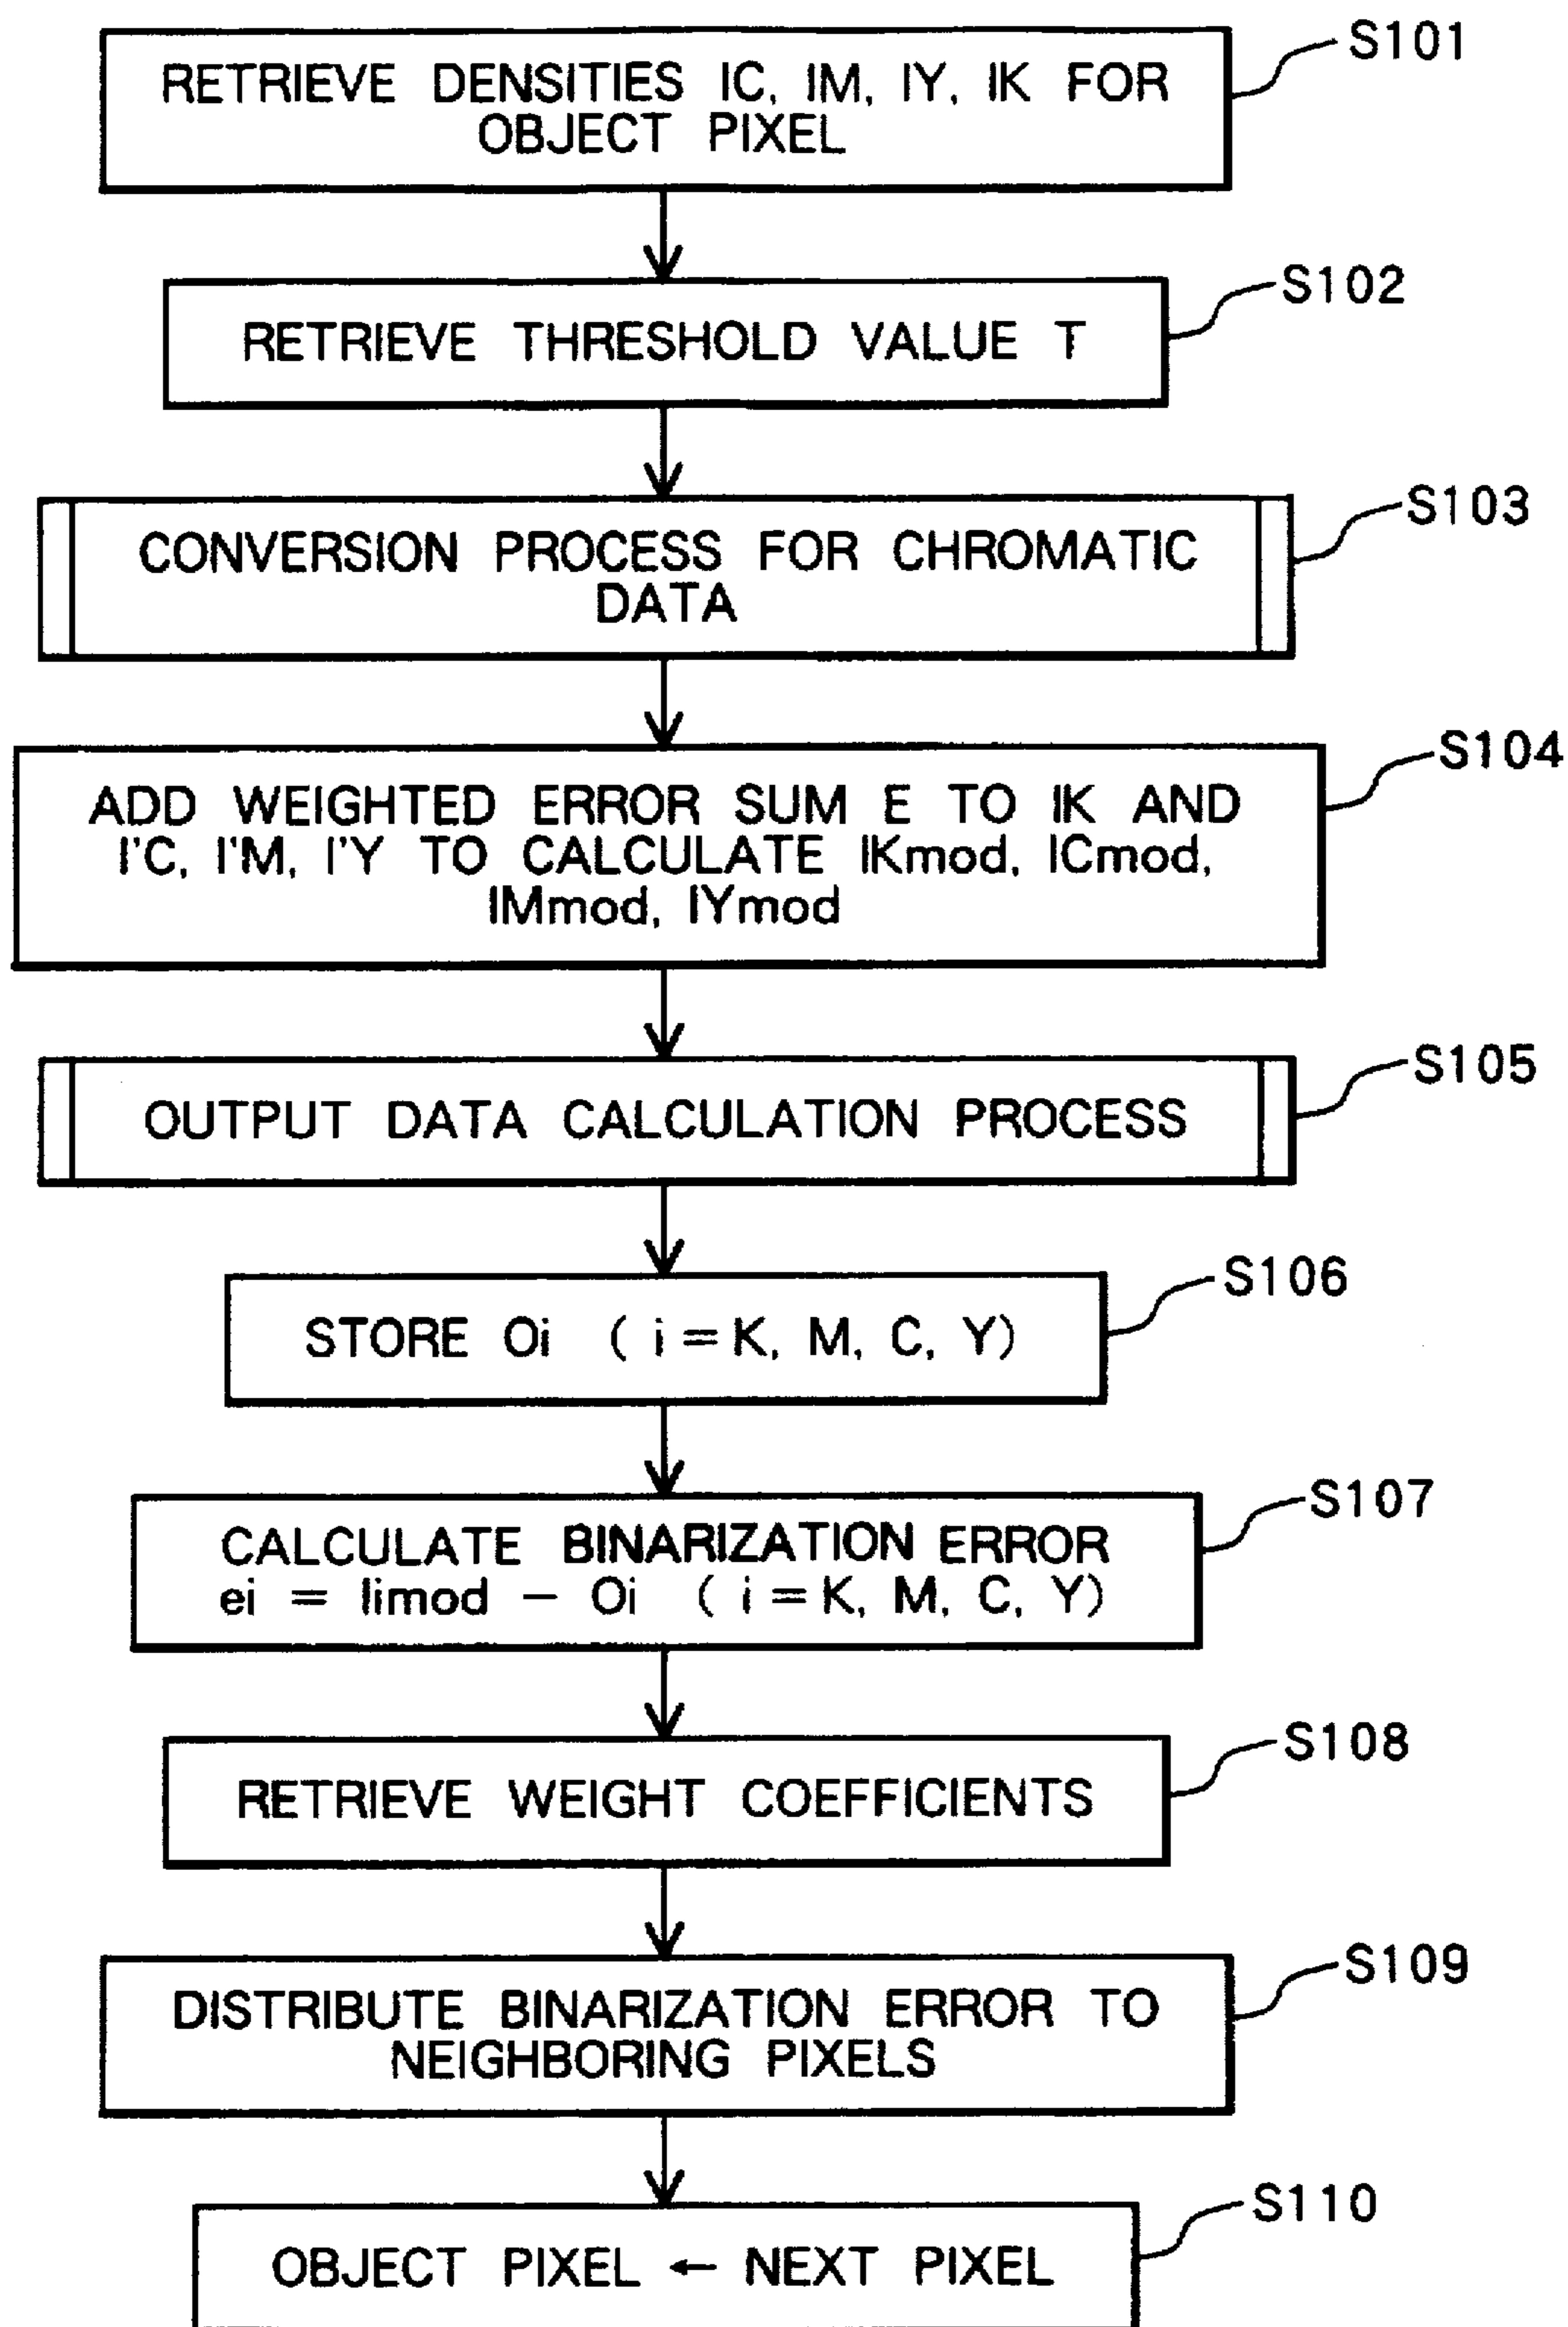 S101
RETRIEVE DENSITIES IC, IM, IY, IK FOR
OBJECT PIXEL
S102
RETRIEVE THRESHOLD VALUE T
S103
CONVERSION PROCESS FOR CHROMATIC
DATA
S104
ADD WEIGHTED ERROR SUM E TO IK AND
I'C, I'M, I'Y TO CALCULATE IKmod, ICmod,
IMmod, IYmod
S105
OUTPUT DATA CALCULATION PROCESS
S106
STORE Oi ( i = K, M, C, Y)
S107
CALCULATE BINARIZATION ERROR
ei = Iimod - Oi ( i = K, M, C, Y)
S108
RETRIEVE WEIGHT COEFFICIENTS
S109
DISTRIBUTE BINARIZATION ERROR TO
NEIGHBORING PIXELS
S110
OBJECT PIXEL ← NEXT PIXEL